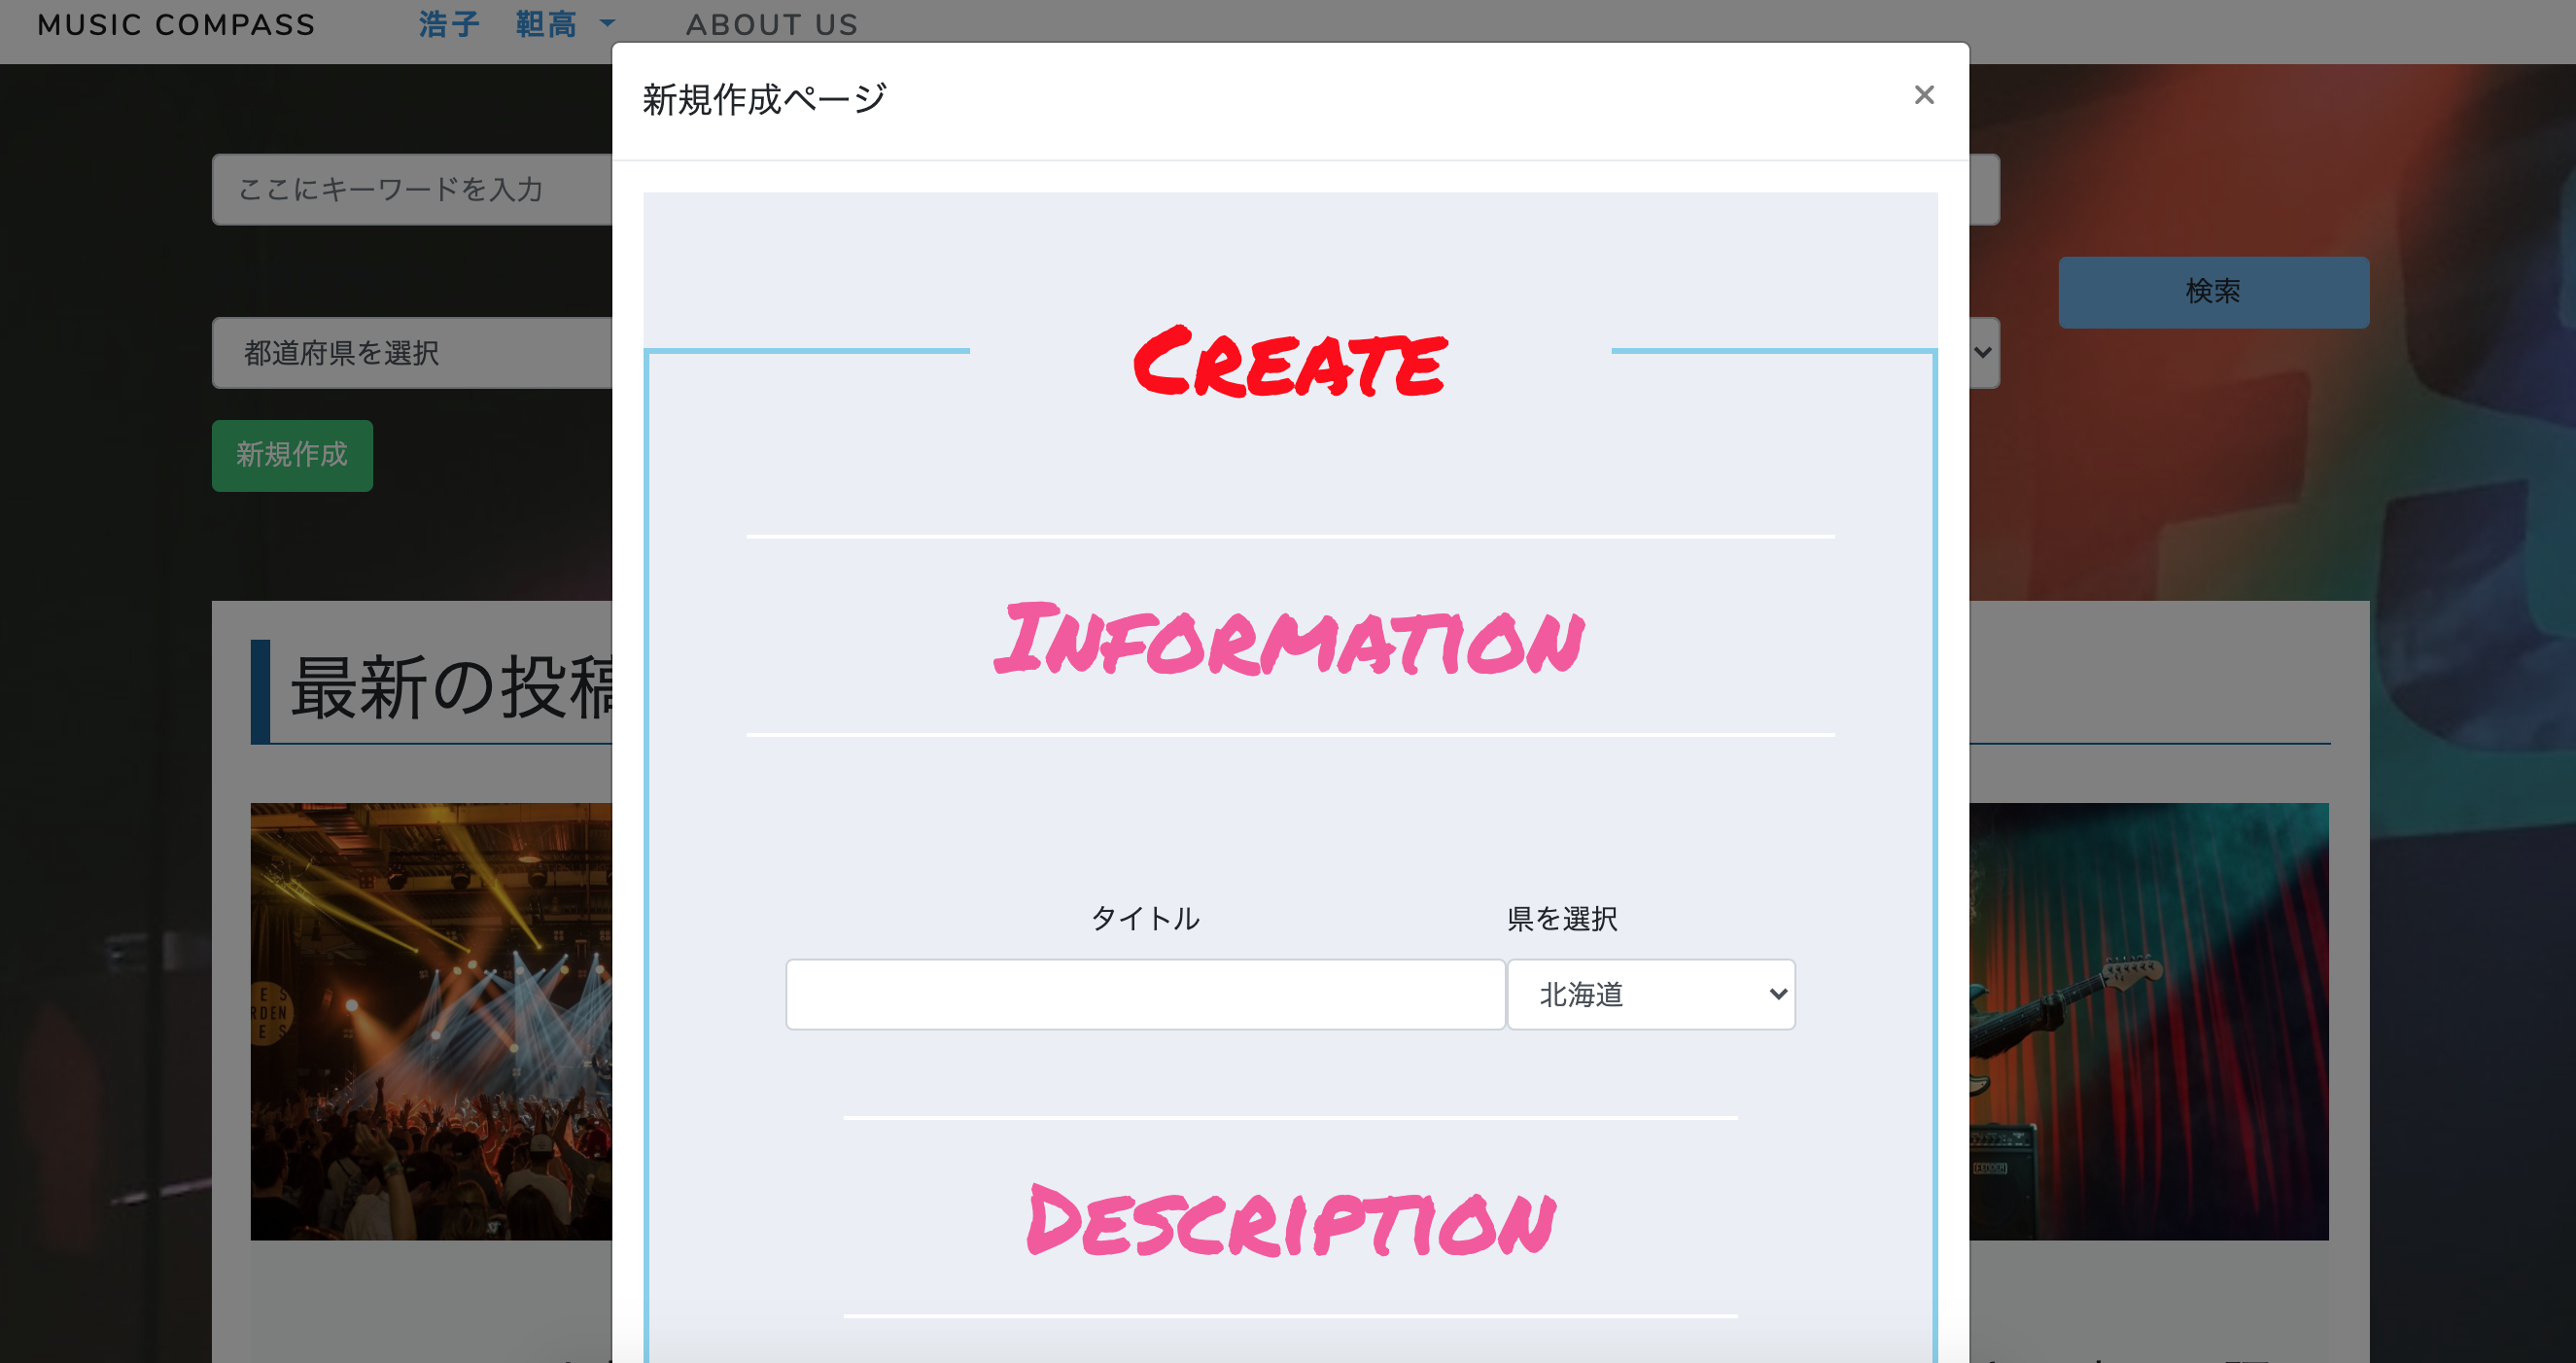 MUSIC COMPASS 浩子 靼高 ABOUT US
新規作成ページ
×
ここにキーワードを入力
検索
都道府県を選択
新規作成
Create
Information
最新の投稿
タイトル 県を選択
北海道
Description